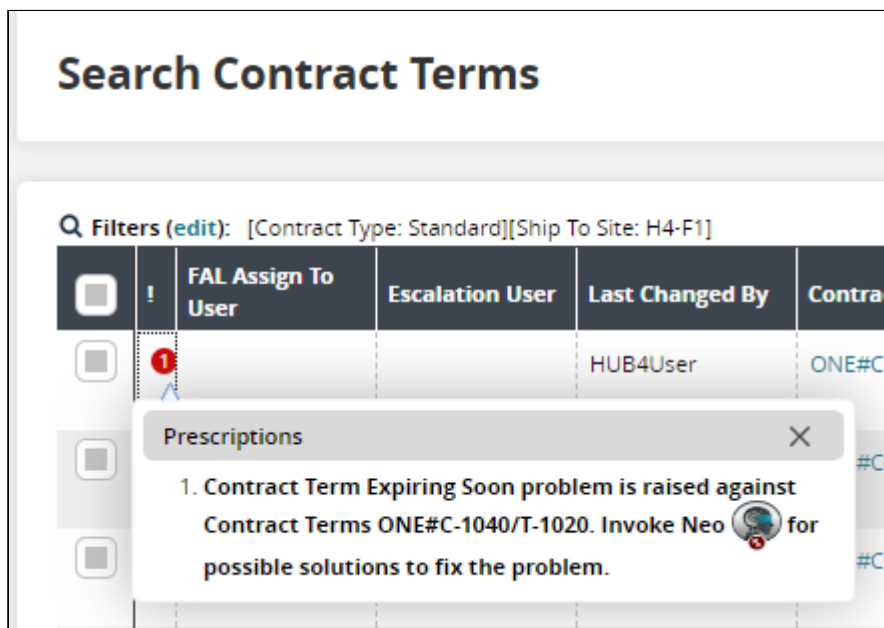 Search Contract Terms
Filters (edit): [Contract Type: Standard][Ship To Site: H4-F1]
! FAL Assign To User Escalation User Last Changed By Contra
1 HUB4User ONE#C
Prescriptions
#C
1. Contract Term Expiring Soon problem is raised against
Contract Terms ONE#C-1040/T-1020. Invoke Neo for
possible solutions to fix the problem.
#C